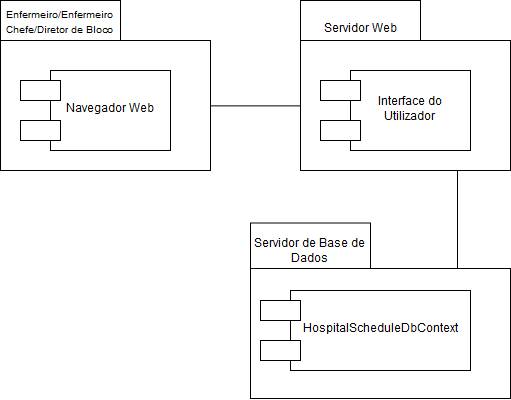 Enfermeiro/Enfermeiro
Chefe/Diretor de Bloco
Servidor Web
Navegador Web
Interface do
Utilizador
Servidor de Base de
Dados
HospitalScheduleDbContext